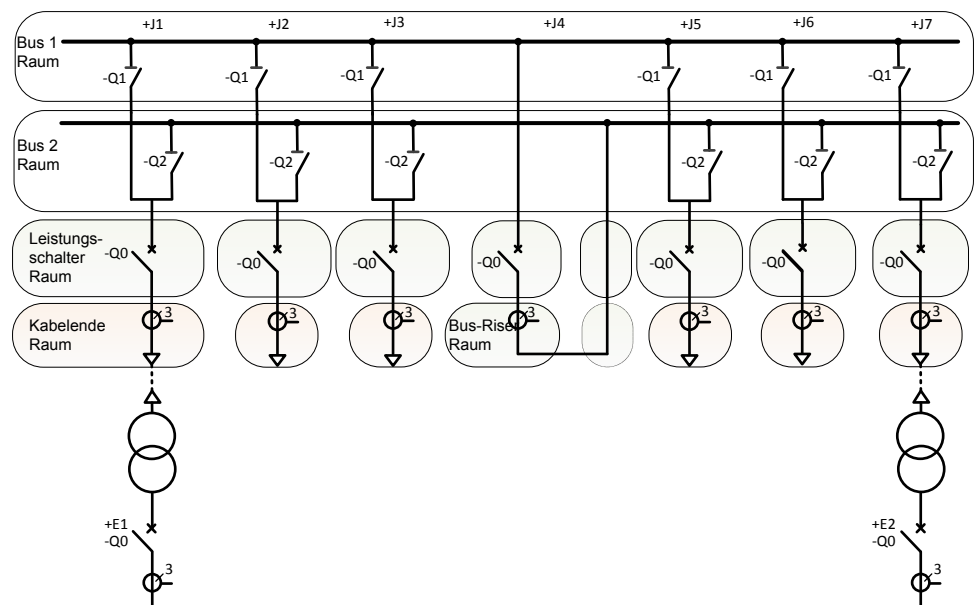 +J1 +J2 +J3 +J4 +J5 +J6 +J7
Bus 1
Raum
-Q1 -Q1 -Q1 -Q1 -Q1 -Q1
Bus 2
Raum
-Q2 -Q2 -Q2 -Q2 -Q2 -Q2
Leistungs-
schalter
Raum
-Q0 -Q0 -Q0 -Q0 -Q0 -Q0 -Q0
Kabelende
Raum
3 3 3 3 3 3 3
Bus-Riser
Raum
+E1 +E2
-Q0 -Q0
3 3